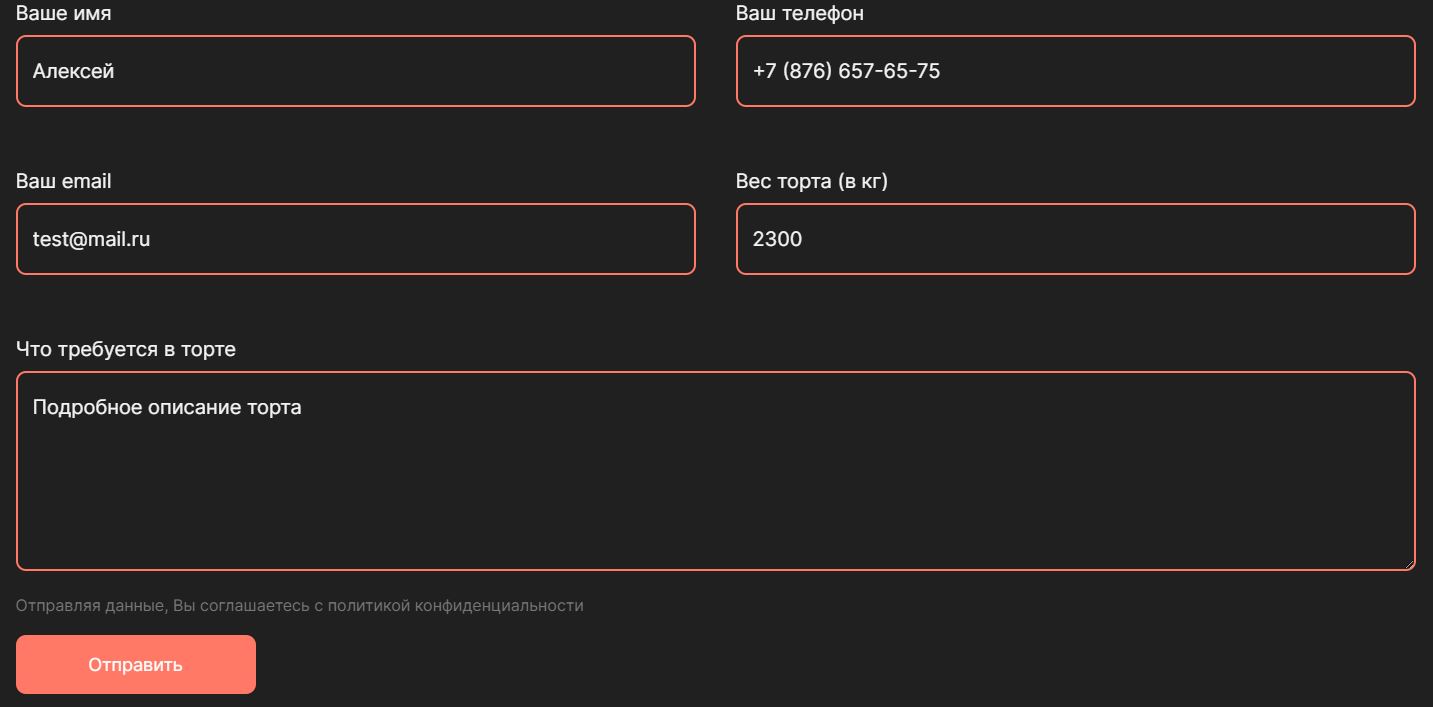 Ваше имя
Ваш телефон
Алексей
+7 (876) 657-65-75
Ваш email
Вес торта (в кг)
test@mail.ru
2300
Что требуется в торте
Подробное описание торта
Отправляя данные, Вы соглашаетесь с политикой конфиденциальности
Отправить